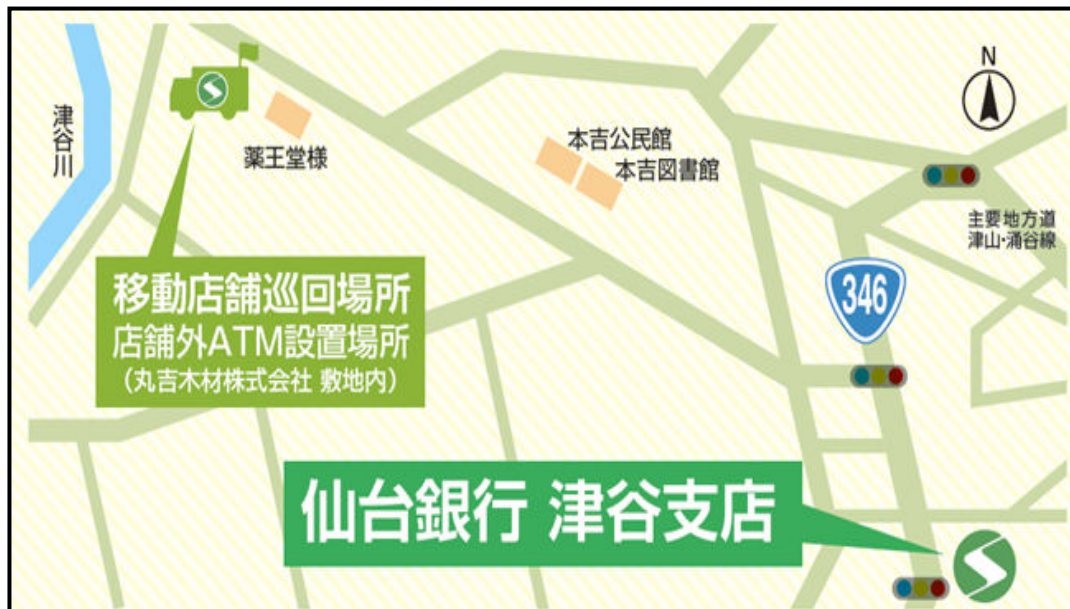 N
津谷川
薬王堂様
本吉公民館
本吉図書館
主要地方道
津山・涌谷線
346
移動店舗巡回場所
店舗外ATM設置場所
（丸吉木材株式会社 敷地内）
仙台銀行 津谷支店